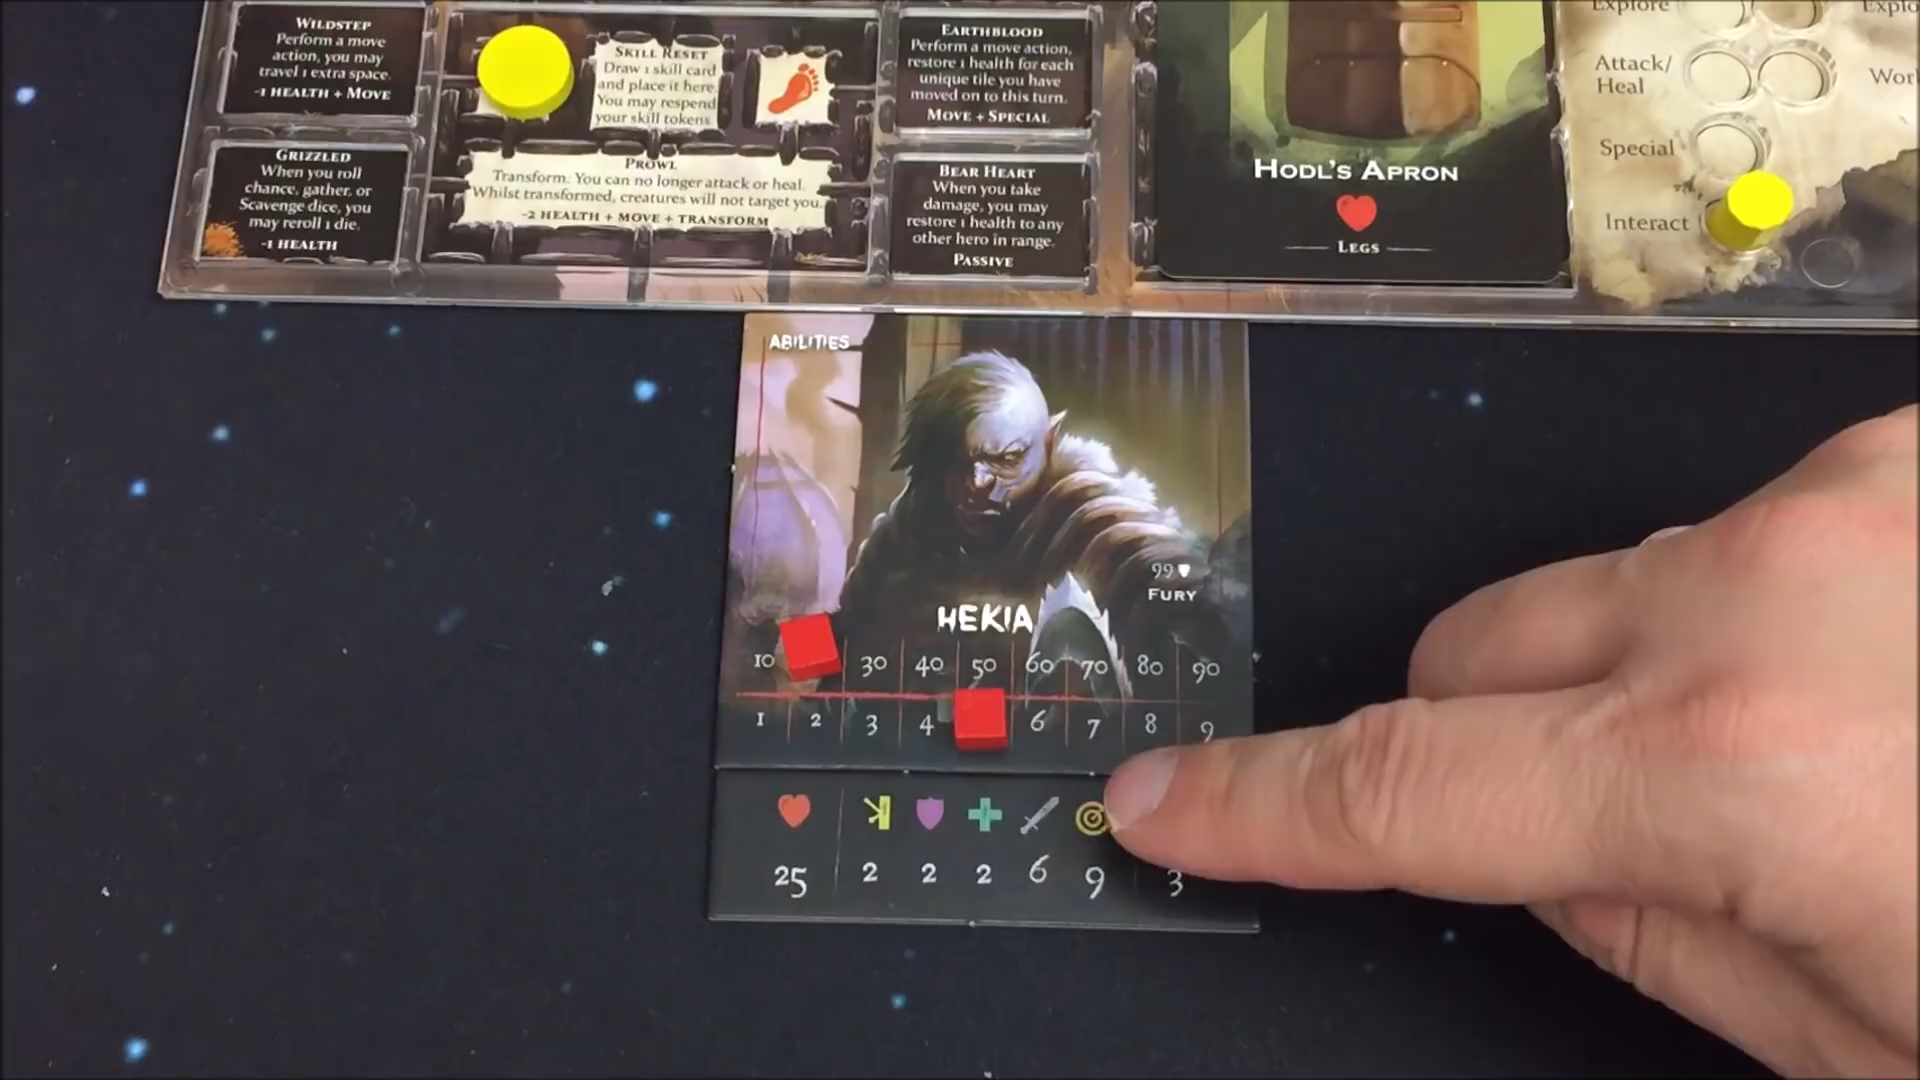 WILDSTEP
Perform a move
action, you may
travel 1 extra space.
-1 HEALTH + MOVE
GRIZZLED
When you roll
chance, gather, or
Scavenge dice, you
may reroll 1 die.
-1 HEALTH
SKILL RESET
Draw 1 skill card
and place it here.
You may respend
your skill tokens
PROWL
Transform. You can no longer attack or heal.
Whilst transformed, creatures will not target you.
-2 HEALTH + MOVE + TRANSFORM
EARTHBLOOD
Perform a move action,
restore 1 health for each
unique tile you have
moved on to this turn.
MOVE + SPECIAL
BEAR HEART
When you take
damage, you may
restore 1 health to any
other hero in range.
PASSIVE
HODL'S APRON
LEGS
Explore
Attack/
Heal
Special
Interact
ABILITIES
99
FURY
HEKIA
10 30 40 50 60 70 80 90
1 2 3 4 6 7 8 9
25 2 2 2 6 9 3